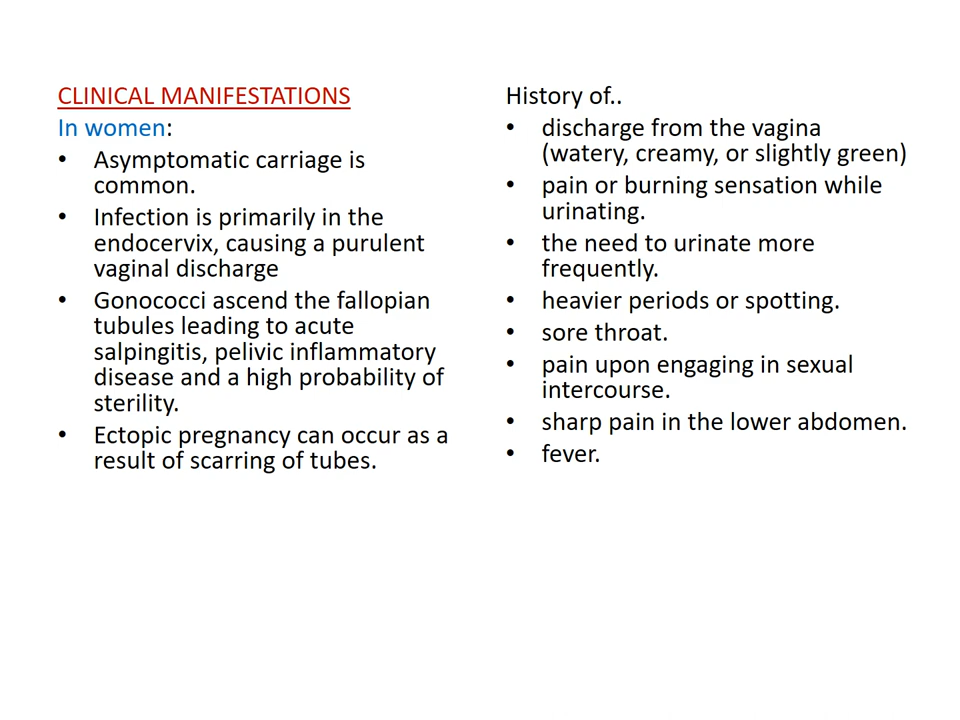 CLINICAL MANIFESTATIONS
In women:
• Asymptomatic carriage is
common.
• Infection is primarily in the
endocervix, causing a purulent
vaginal discharge
• Gonococci ascend the fallopian
tubules leading to acute
salpingitis, pelivic inflammatory
disease and a high probability of
sterility.
• Ectopic pregnancy can occur as a
result of scarring of tubes.
History of..
• discharge from the vagina
(watery, creamy, or slightly green)
• pain or burning sensation while
urinating.
• the need to urinate more
frequently.
• heavier periods or spotting.
• sore throat.
• pain upon engaging in sexual
intercourse.
• sharp pain in the lower abdomen.
• fever.